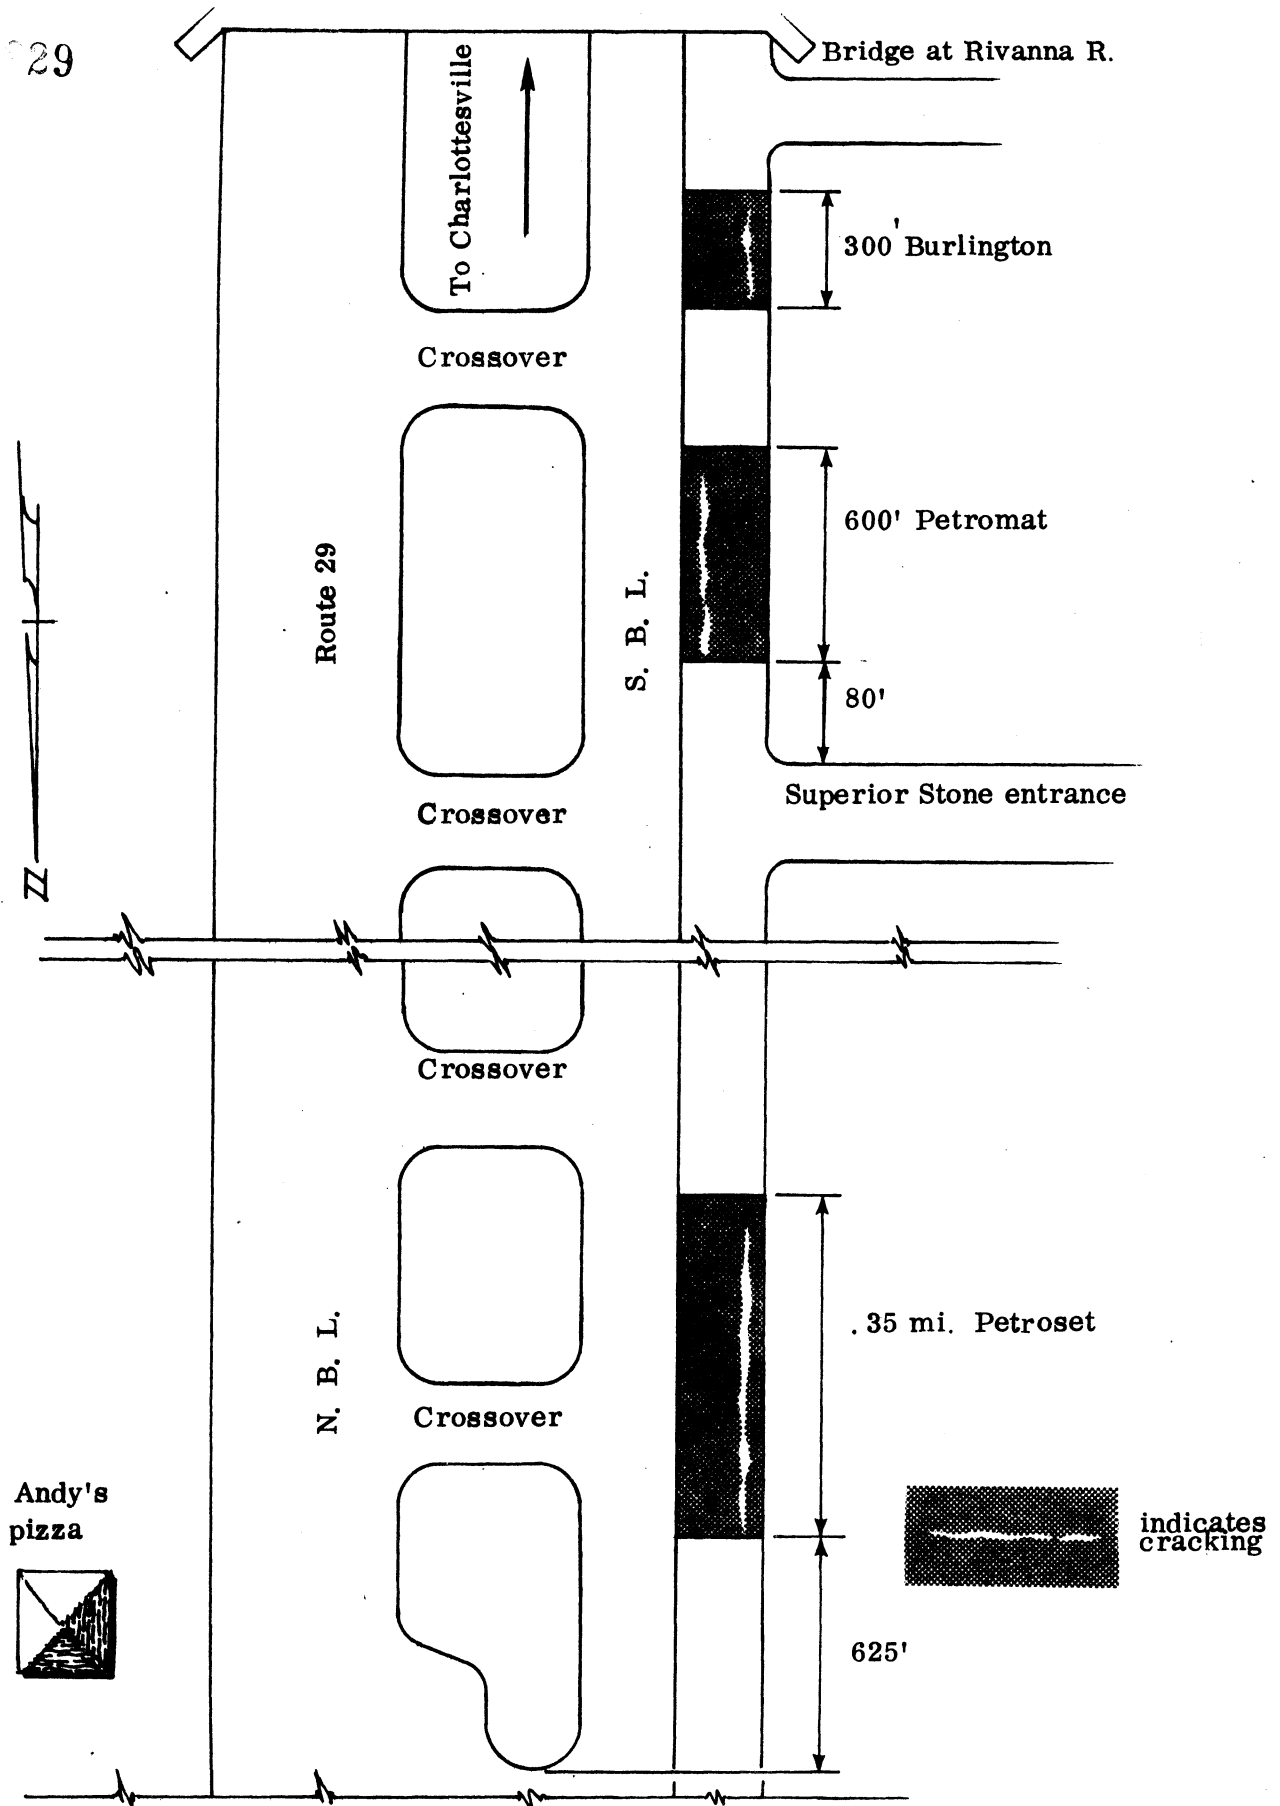 29
Bridge at Rivanna R.
To Charlottesville
300' Burlington
Crossover
600' Petromat
Route 29
S. B. L.
80'
Superior Stone entrance
Crossover
N
Crossover
.35 mi. Petroset
N. B. L.
Crossover
Andy's
pizza
indicates
cracking
625'